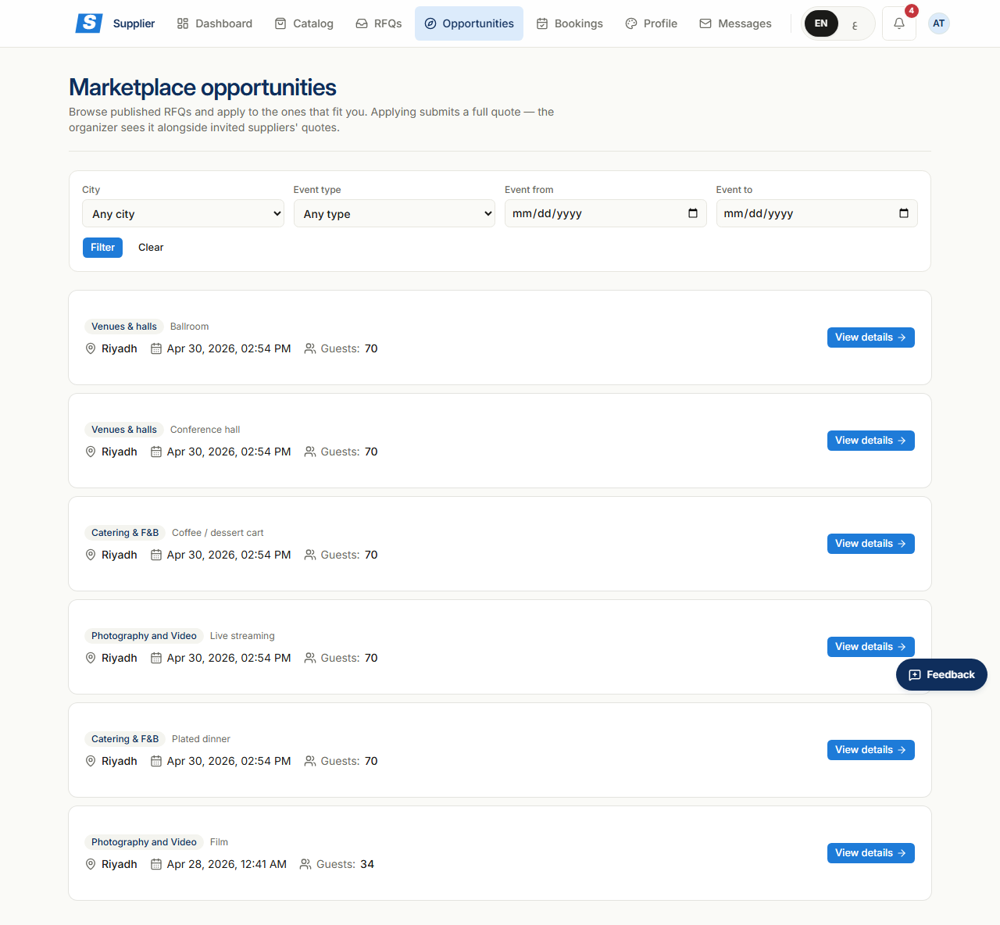 S Supplier Dashboard Catalog RFQs Opportunities Bookings Profile Messages EN ع 4 AT
Marketplace opportunities
Browse published RFQs and apply to the ones that fit you. Applying submits a full quote — the
organizer sees it alongside invited suppliers' quotes.
City Event type Event from Event to
Any city Any type mm/dd/yyyy mm/dd/yyyy
Filter Clear
Venues & halls Ballroom
Riyadh Apr 30, 2026, 02:54 PM Guests: 70
View details
Venues & halls Conference hall
Riyadh Apr 30, 2026, 02:54 PM Guests: 70
View details
Catering & F&B Coffee / dessert cart
Riyadh Apr 30, 2026, 02:54 PM Guests: 70
View details
Photography and Video Live streaming
Riyadh Apr 30, 2026, 02:54 PM Guests: 70
View details
Feedback
Catering & F&B Plated dinner
Riyadh Apr 30, 2026, 02:54 PM Guests: 70
View details
Photography and Video Film
Riyadh Apr 28, 2026, 12:41 AM Guests: 34
View details